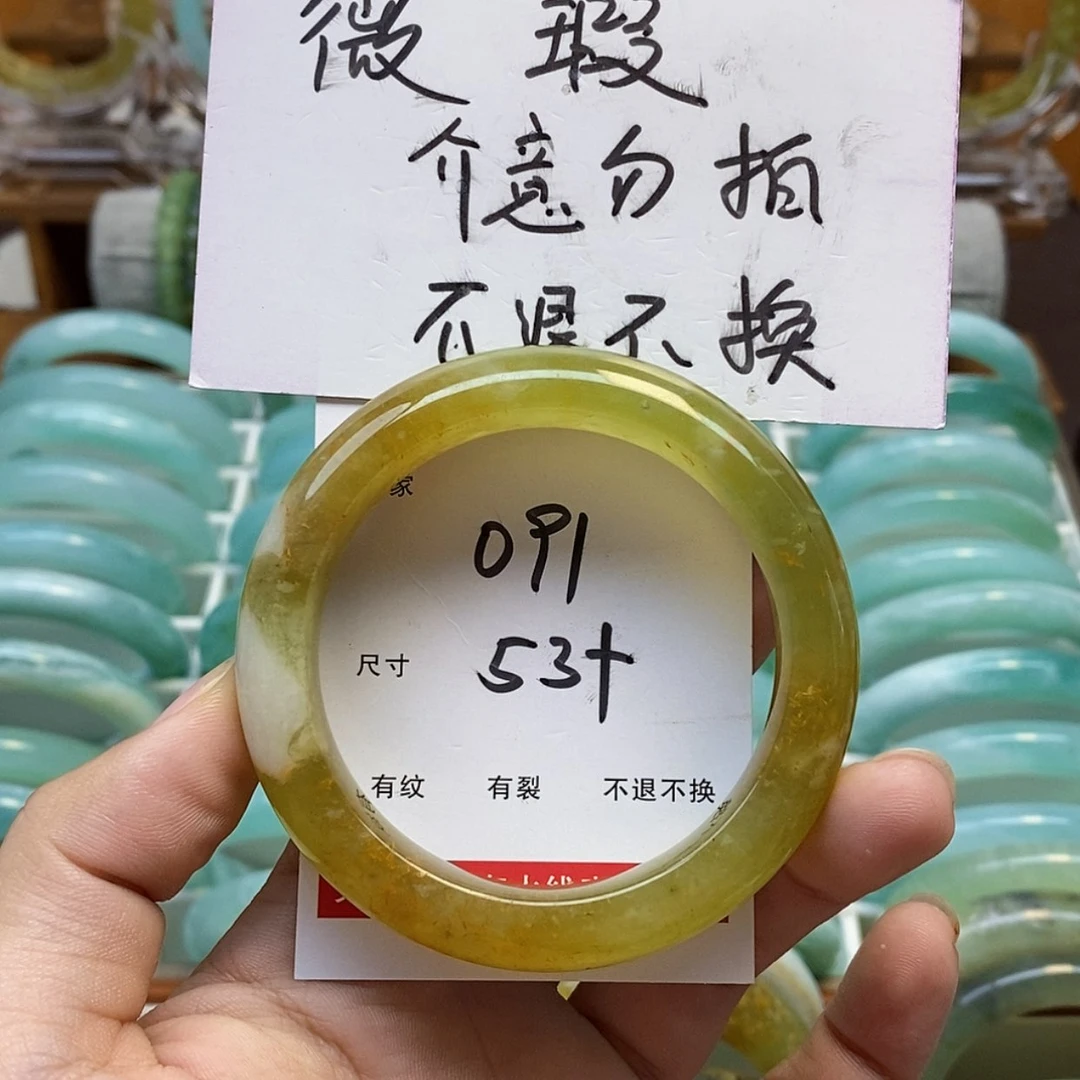 微瑕
介意勿拍
不退不换
家
091
尺寸 53+
有纹 有裂 不退不换